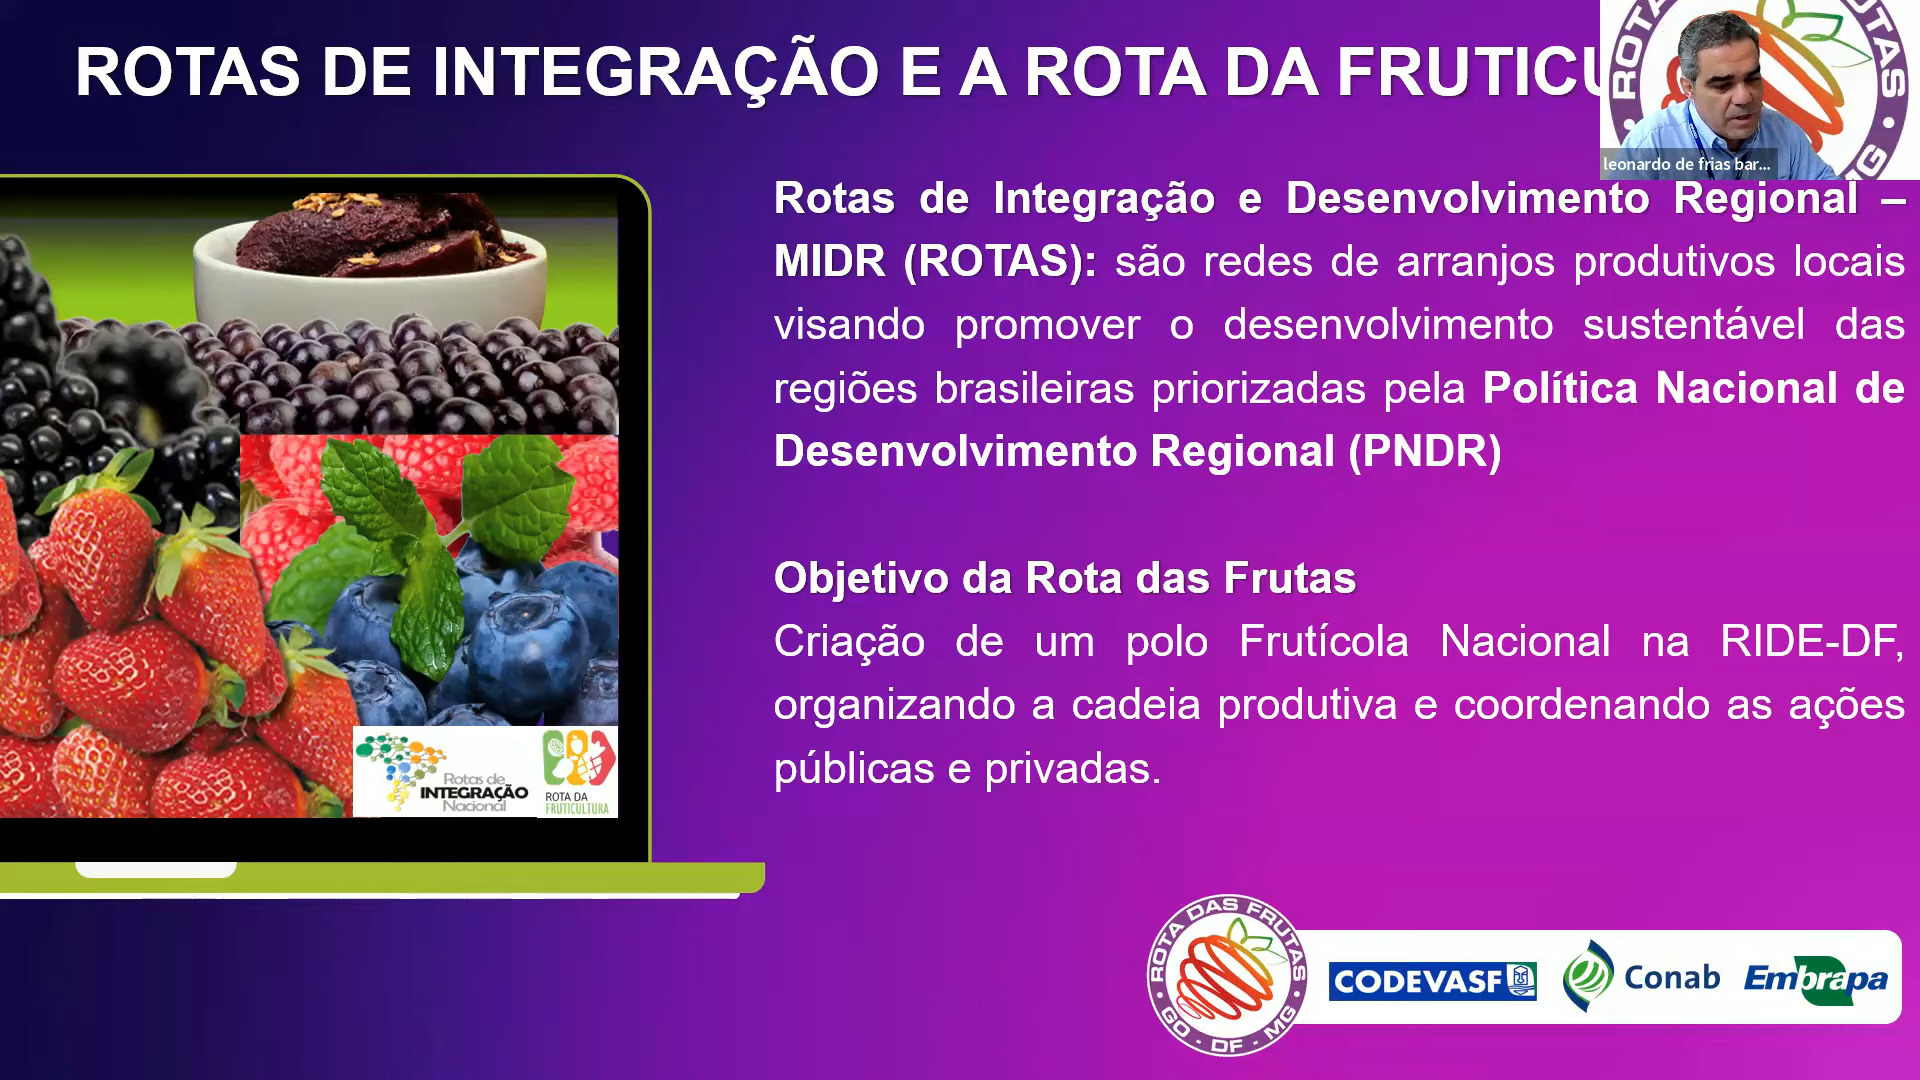 ROTAS DE INTEGRAÇÃO E A ROTA DA FRUTICU
leonardo de frias bar...
Rotas de Integração e Desenvolvimento Regional –
MIDR (ROTAS): são redes de arranjos produtivos locais
visando promover o desenvolvimento sustentável das
regiões brasileiras priorizadas pela Política Nacional de
Desenvolvimento Regional (PNDR)
Objetivo da Rota das Frutas
Criação de um polo Frutícola Nacional na RIDE-DF,
organizando a cadeia produtiva e coordenando as ações
públicas e privadas.
Rotas de
INTEGRAÇÃO
Nacional
ROTA DA
FRUTICULTURA
ROTA DAS FRUTAS
GO - DF - MG
CODEVASF
Conab
Embrapa